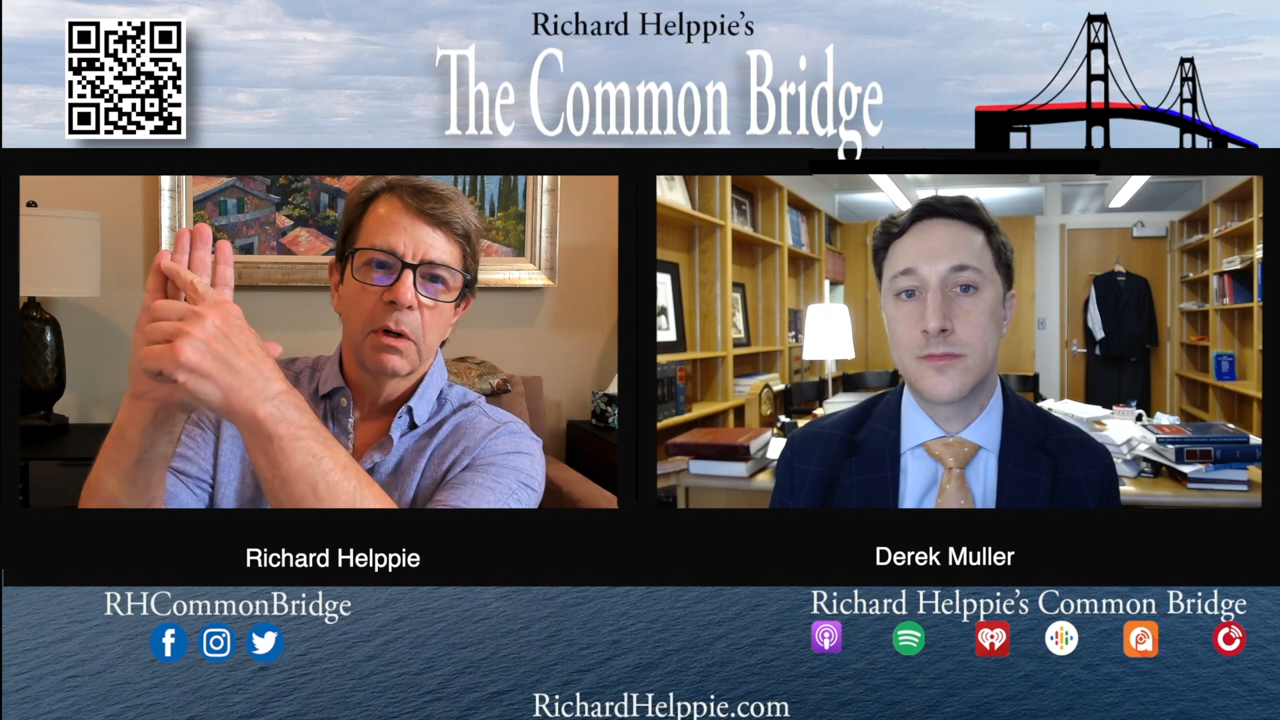 Richard Helppie's
The Common Bridge
Richard Helppie
Derek Muller
RHCommonBridge
Richard Helppie's Common Bridge
RichardHelppie.com